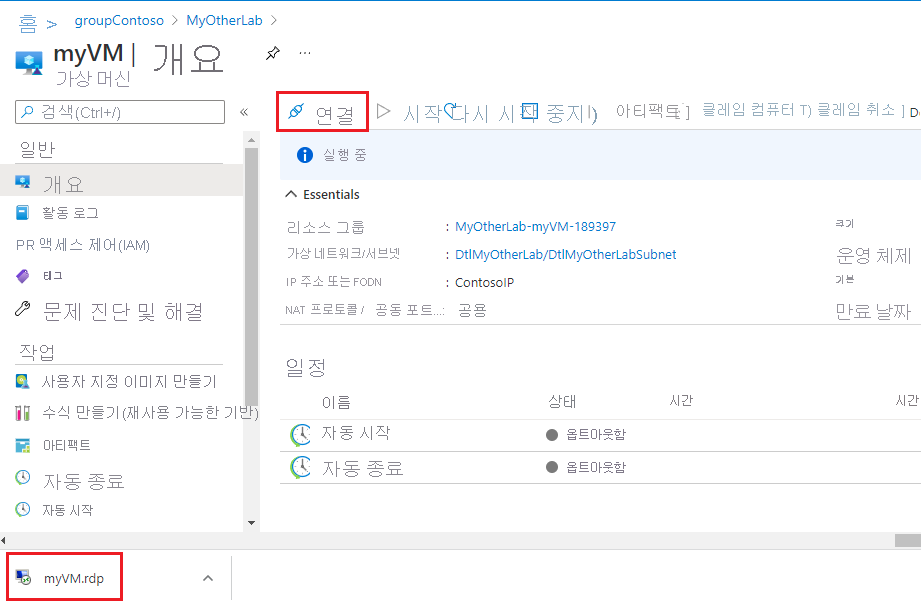 홈 > groupContoso > MyOtherLab >
myVM | 개요 ...
가상 머신
검색(Ctrl+/) «
연결 시작 다시 시작 중지 아티팩트 클레임 컴퓨터 T) 클레임 취소 ] D
실행 중
일반
개요
활동 로그
PR 액세스 제어(IAM)
태그
문제 진단 및 해결
작업
사용자 지정 이미지 만들기
수식 만들기(재사용 가능한 기반)
아티팩트
자동 종료
자동 시작
Essentials
리소스 그룹 : MyOtherLab-myVM-189397 크기
가상 네트워크/서브넷 : DtlMyOtherLab/DtlMyOtherLabSubnet 운영 체제
IP 주소 또는 FODN : ContosoIP 기본
NAT 프로토콜 / 공동 포트...: 공용 만료 날짜
일정
이름 상태 시간 시간
자동 시작 옵트아웃함
자동 종료 옵트아웃함
myVM.rdp